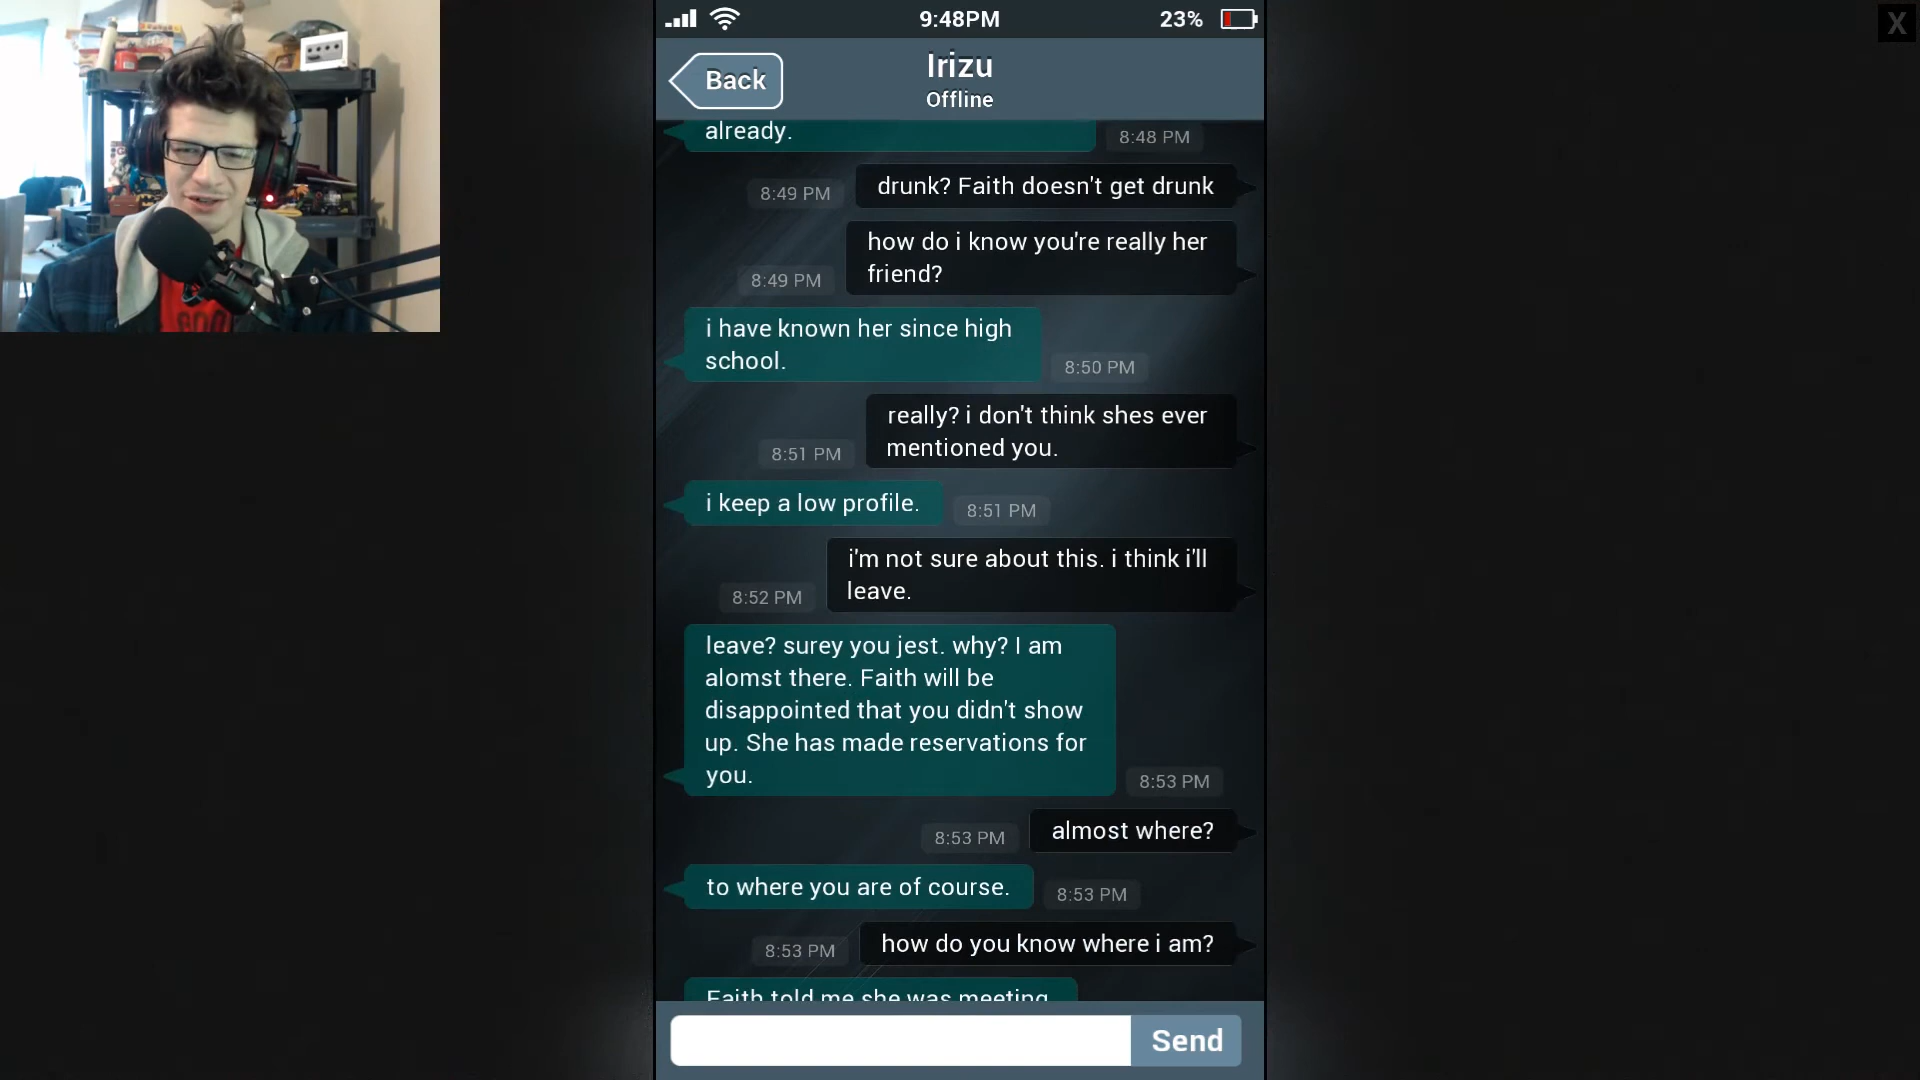 9:48PM
23%
X
Back
Irizu
Offline
already.
8:48 PM
drunk? Faith doesn't get drunk
8:49 PM
how do i know you're really her
friend?
8:49 PM
i have known her since high
school.
8:50 PM
really? i don't think shes ever
mentioned you.
8:51 PM
i keep a low profile.
8:51 PM
i'm not sure about this. i think i'll
leave.
8:52 PM
leave? surey you jest. why? I am
alomst there. Faith will be
disappointed that you didn't show
up. She has made reservations for
you.
8:53 PM
almost where?
8:53 PM
to where you are of course.
8:53 PM
how do you know where i am?
8:53 PM
Faith told me she was meeting
Send